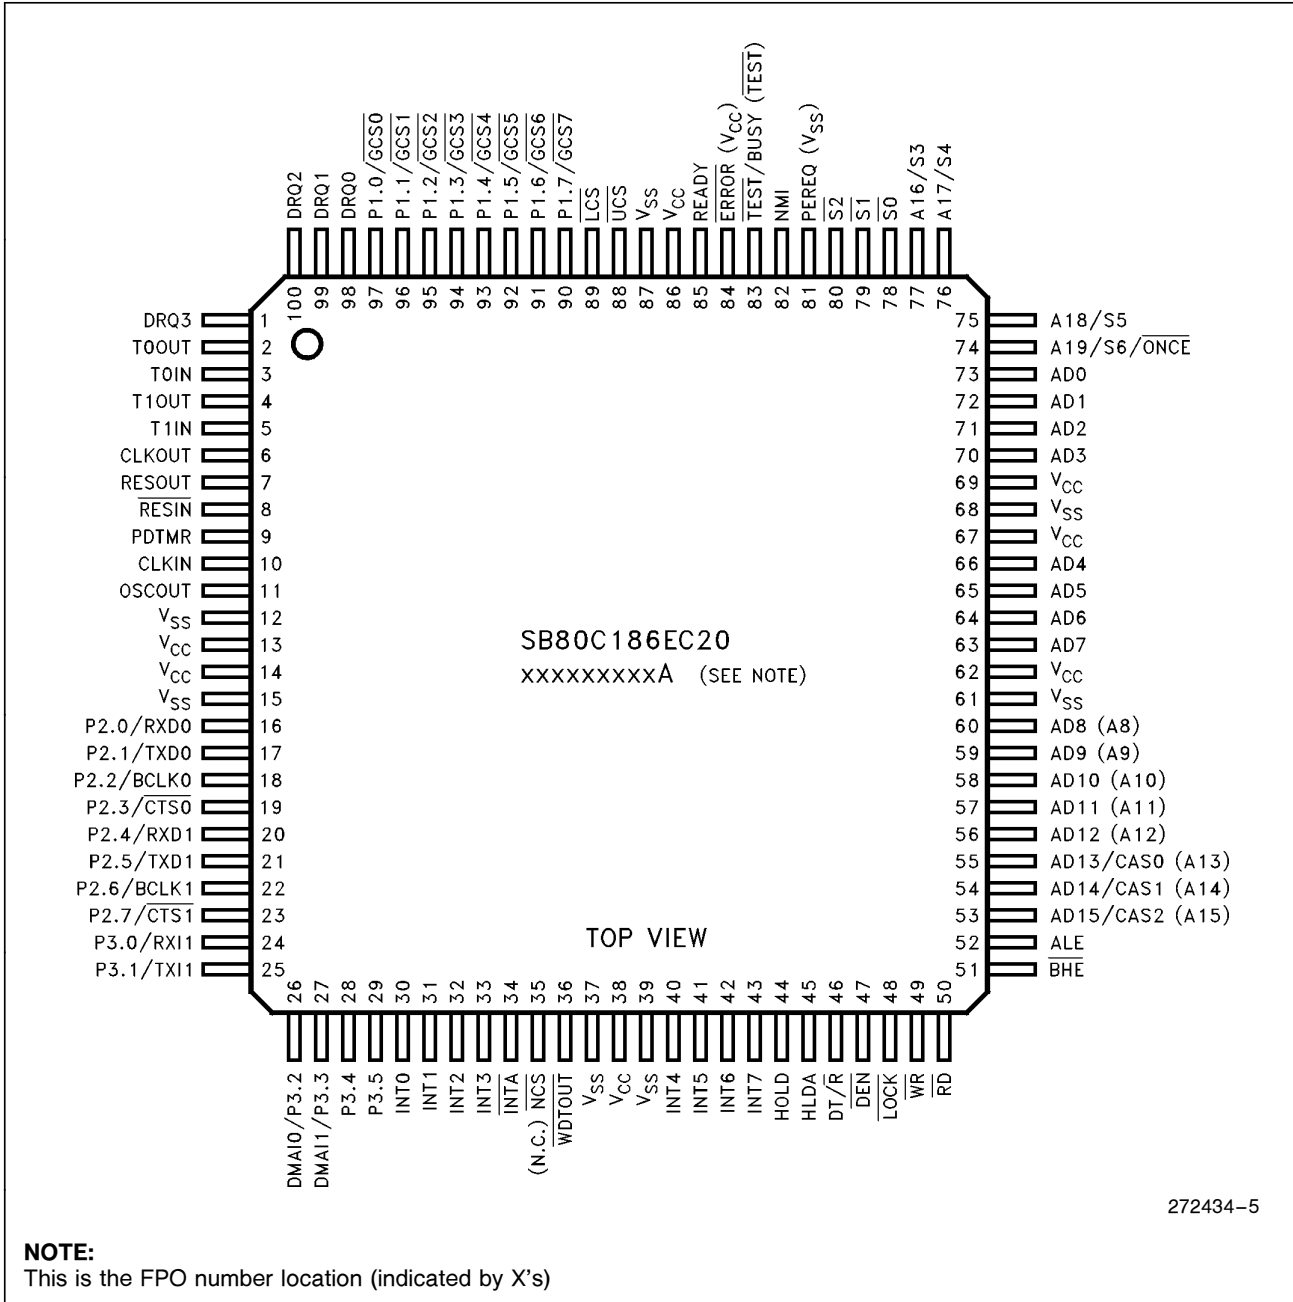 DRQ2
DRQ1
DRQ0
P1.0/GCS0
P1.1/GCS1
P1.2/GCS2
P1.3/GCS3
P1.4/GCS4
P1.5/GCS5
P1.6/GCS6
P1.7/GCS7
LCS
UCS
VSS
VCC
READY
ERROR (VCC)
TEST/BUSY (TEST)
NMI
PEREQ (VSS)
S2
S1
S0
A16/S3
A17/S4
100
99
98
97
96
95
94
93
92
91
90
89
88
87
86
85
84
83
82
81
80
79
78
77
76
DRQ3 1
T0OUT 2
T0IN 3
T1OUT 4
T1IN 5
CLKOUT 6
RESOUT 7
RESIN 8
PDTMR 9
CLKIN 10
OSCOUT 11
VSS 12
VCC 13
VCC 14
VSS 15
P2.0/RXD0 16
P2.1/TXD0 17
P2.2/BCLK0 18
P2.3/CTS0 19
P2.4/RXD1 20
P2.5/TXD1 21
P2.6/BCLK1 22
P2.7/CTS1 23
P3.0/RXI1 24
P3.1/TXI1 25
SB80C186EC20
xxxxxxxxxA (SEE NOTE)
TOP VIEW
75 A18/S5
74 A19/S6/ONCE
73 AD0
72 AD1
71 AD2
70 AD3
69 VCC
68 VSS
67 VCC
66 AD4
65 AD5
64 AD6
63 AD7
62 VCC
61 VSS
60 AD8 (A8)
59 AD9 (A9)
58 AD10 (A10)
57 AD11 (A11)
56 AD12 (A12)
55 AD13/CAS0 (A13)
54 AD14/CAS1 (A14)
53 AD15/CAS2 (A15)
52 ALE
51 BHE
26
27
28
29
30
31
32
33
34
35
36
37
38
39
40
41
42
43
44
45
46
47
48
49
50
DMAI0/P3.2
DMAI1/P3.3
P3.4
P3.5
INT0
INT1
INT2
INT3
INTA
(N.C.) NCS
WDTOUT
VSS
VCC
VSS
INT4
INT5
INT6
INT7
HOLD
HLDA
DT/R
DEN
LOCK
WR
RD
272434–5
NOTE:
This is the FPO number location (indicated by X's)